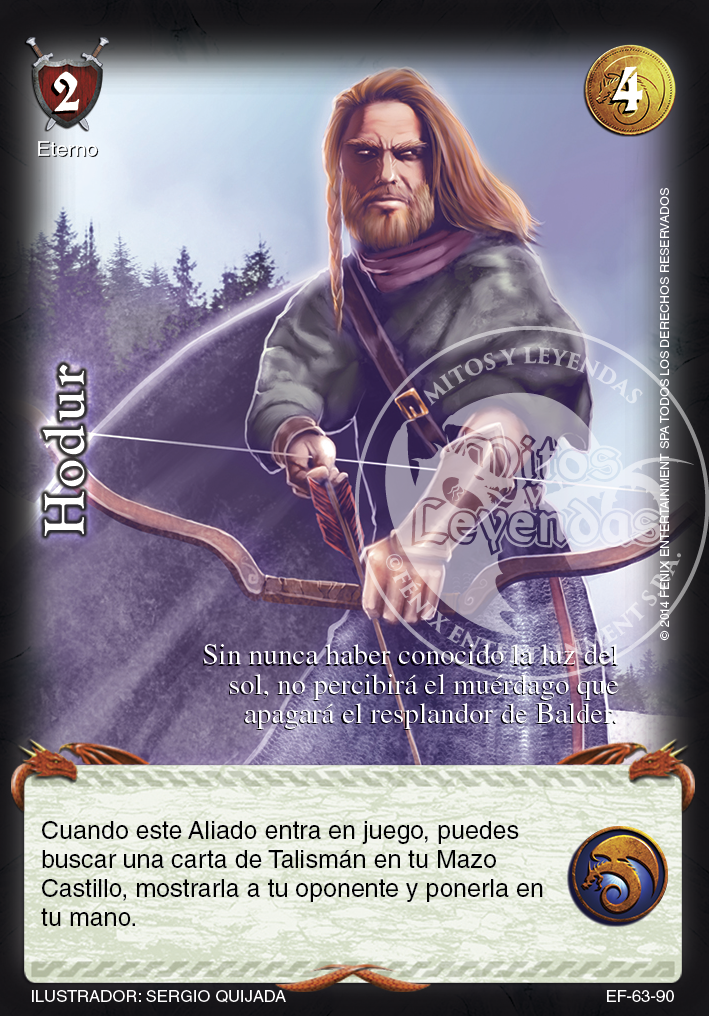 2
4
Eterno
Hodur
© 2014 FENIX ENTERTAINMENT SPA TODOS LOS DERECHOS RESERVADOS
MITOS Y LEYENDAS
Mitos
y
Leyendas
© FENIX ENTERTAINMENT S.P.A.
Sin nunca haber conocido la luz del
sol, no percibirá el muérdago que
apagará el resplandor de Balder.
Cuando este Aliado entra en juego, puedes
buscar una carta de Talismán en tu Mazo
Castillo, mostrarla a tu oponente y ponerla en
tu mano.
ILUSTRADOR: SERGIO QUIJADA
EF-63-90